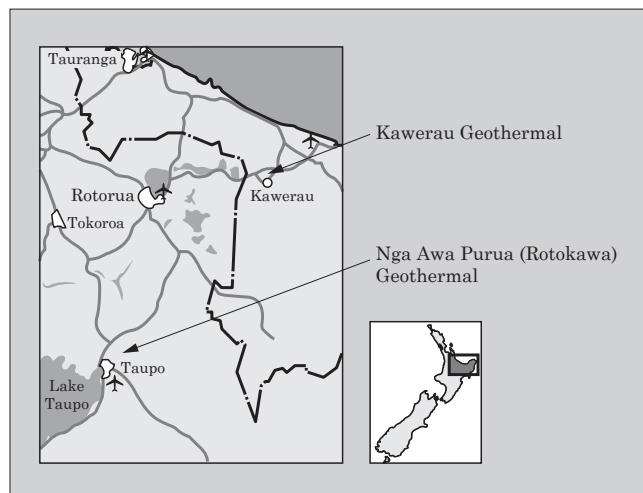 Tauranga
Kawerau Geothermal
Rotorua
Kawerau
Tokoroa
Nga Awa Purua (Rotokawa)
Geothermal
Taupo
Lake
Taupo